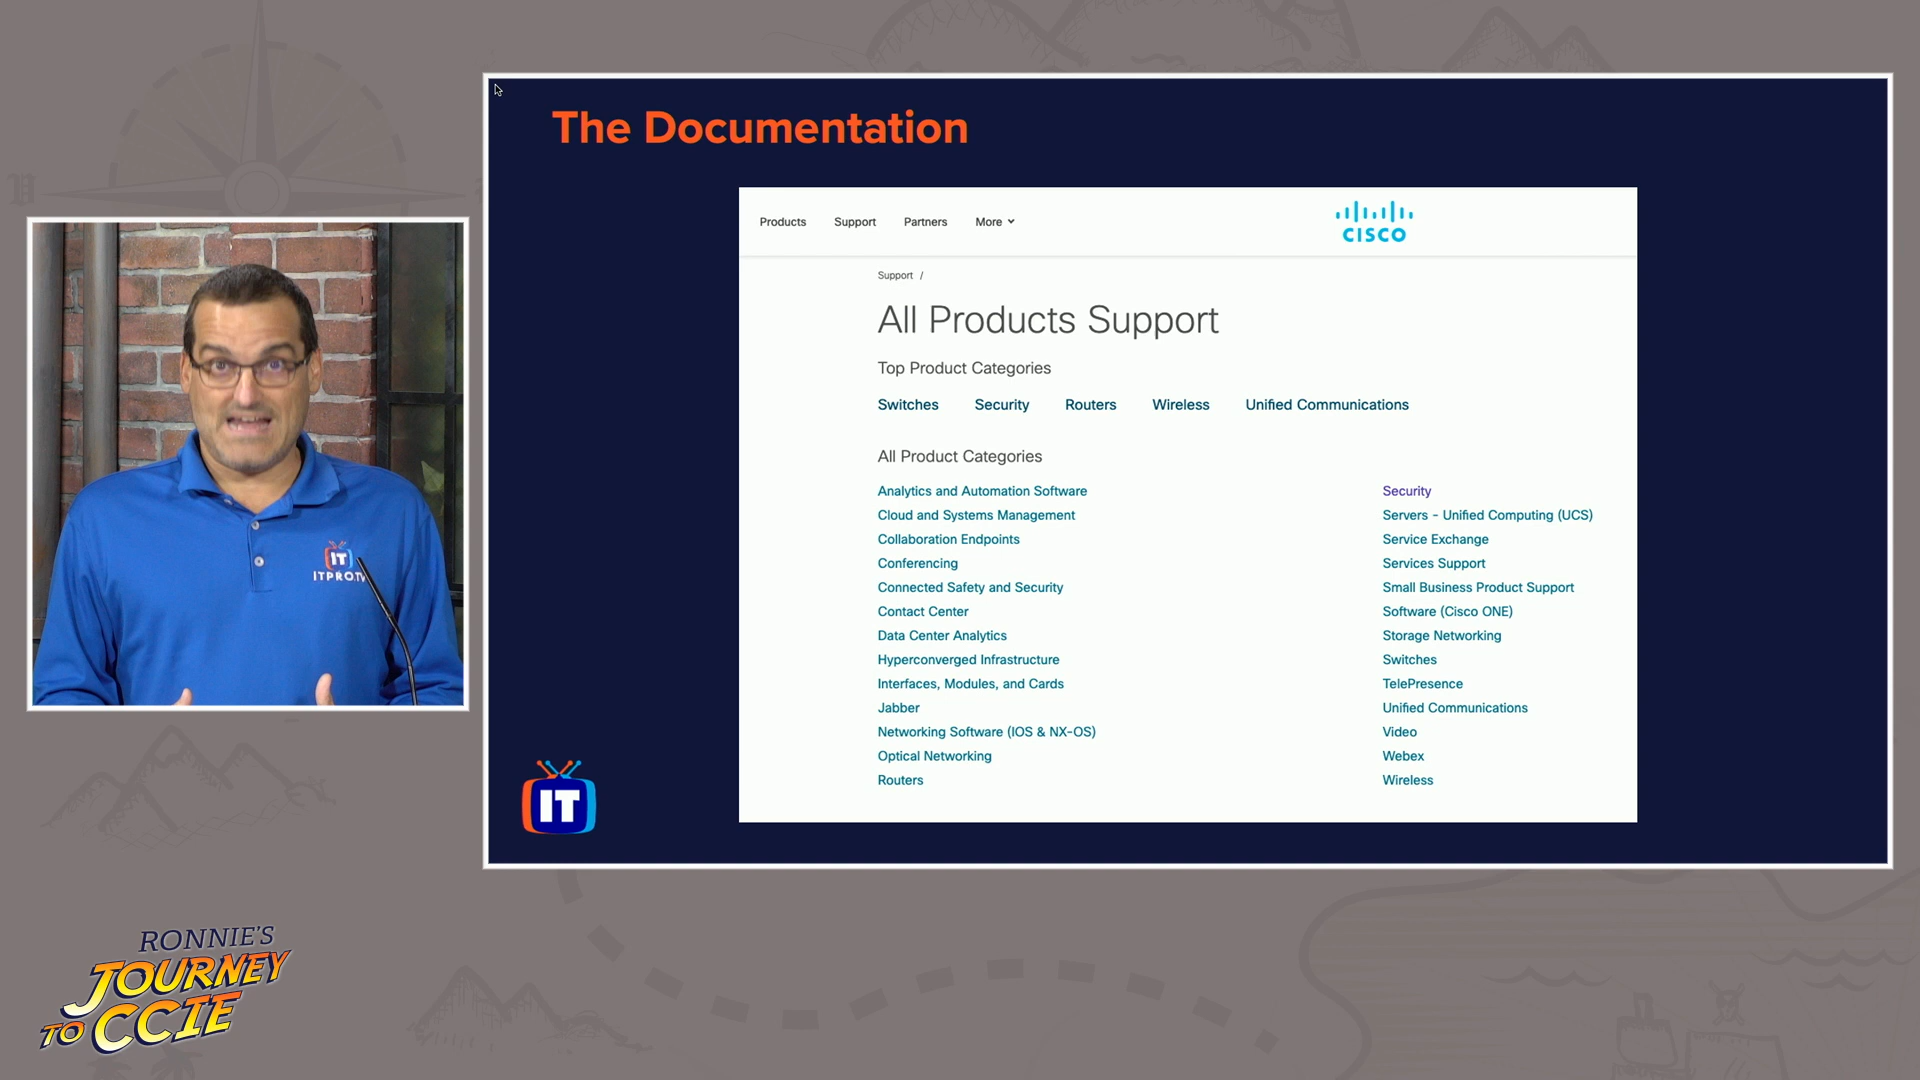 The Documentation
Products Support Partners More
CISCO
Support /
All Products Support
Top Product Categories
Switches Security Routers Wireless Unified Communications
All Product Categories
Analytics and Automation Software
Cloud and Systems Management
Collaboration Endpoints
Conferencing
Connected Safety and Security
Contact Center
Data Center Analytics
Hyperconverged Infrastructure
Interfaces, Modules, and Cards
Jabber
Networking Software (IOS & NX-OS)
Optical Networking
Routers
Security
Servers - Unified Computing (UCS)
Service Exchange
Services Support
Small Business Product Support
Software (Cisco ONE)
Storage Networking
Switches
TelePresence
Unified Communications
Video
Webex
Wireless
IT
ITPRO.TV
IT
RONNIE'S
JOURNEY
TO CCIE